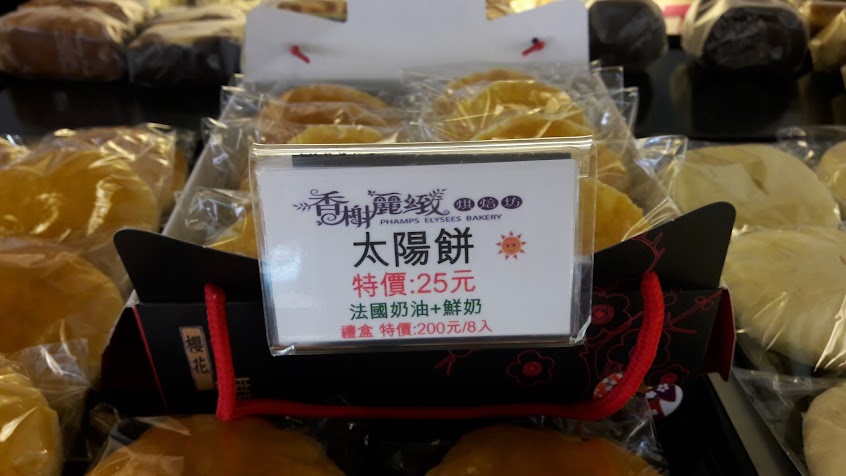 香榭麗緻烘焙坊
PHAMPS ELYSEES BAKERY
太陽餅
特價:25元
法國奶油+鮮奶
禮盒 特價:200元/8入
櫻花